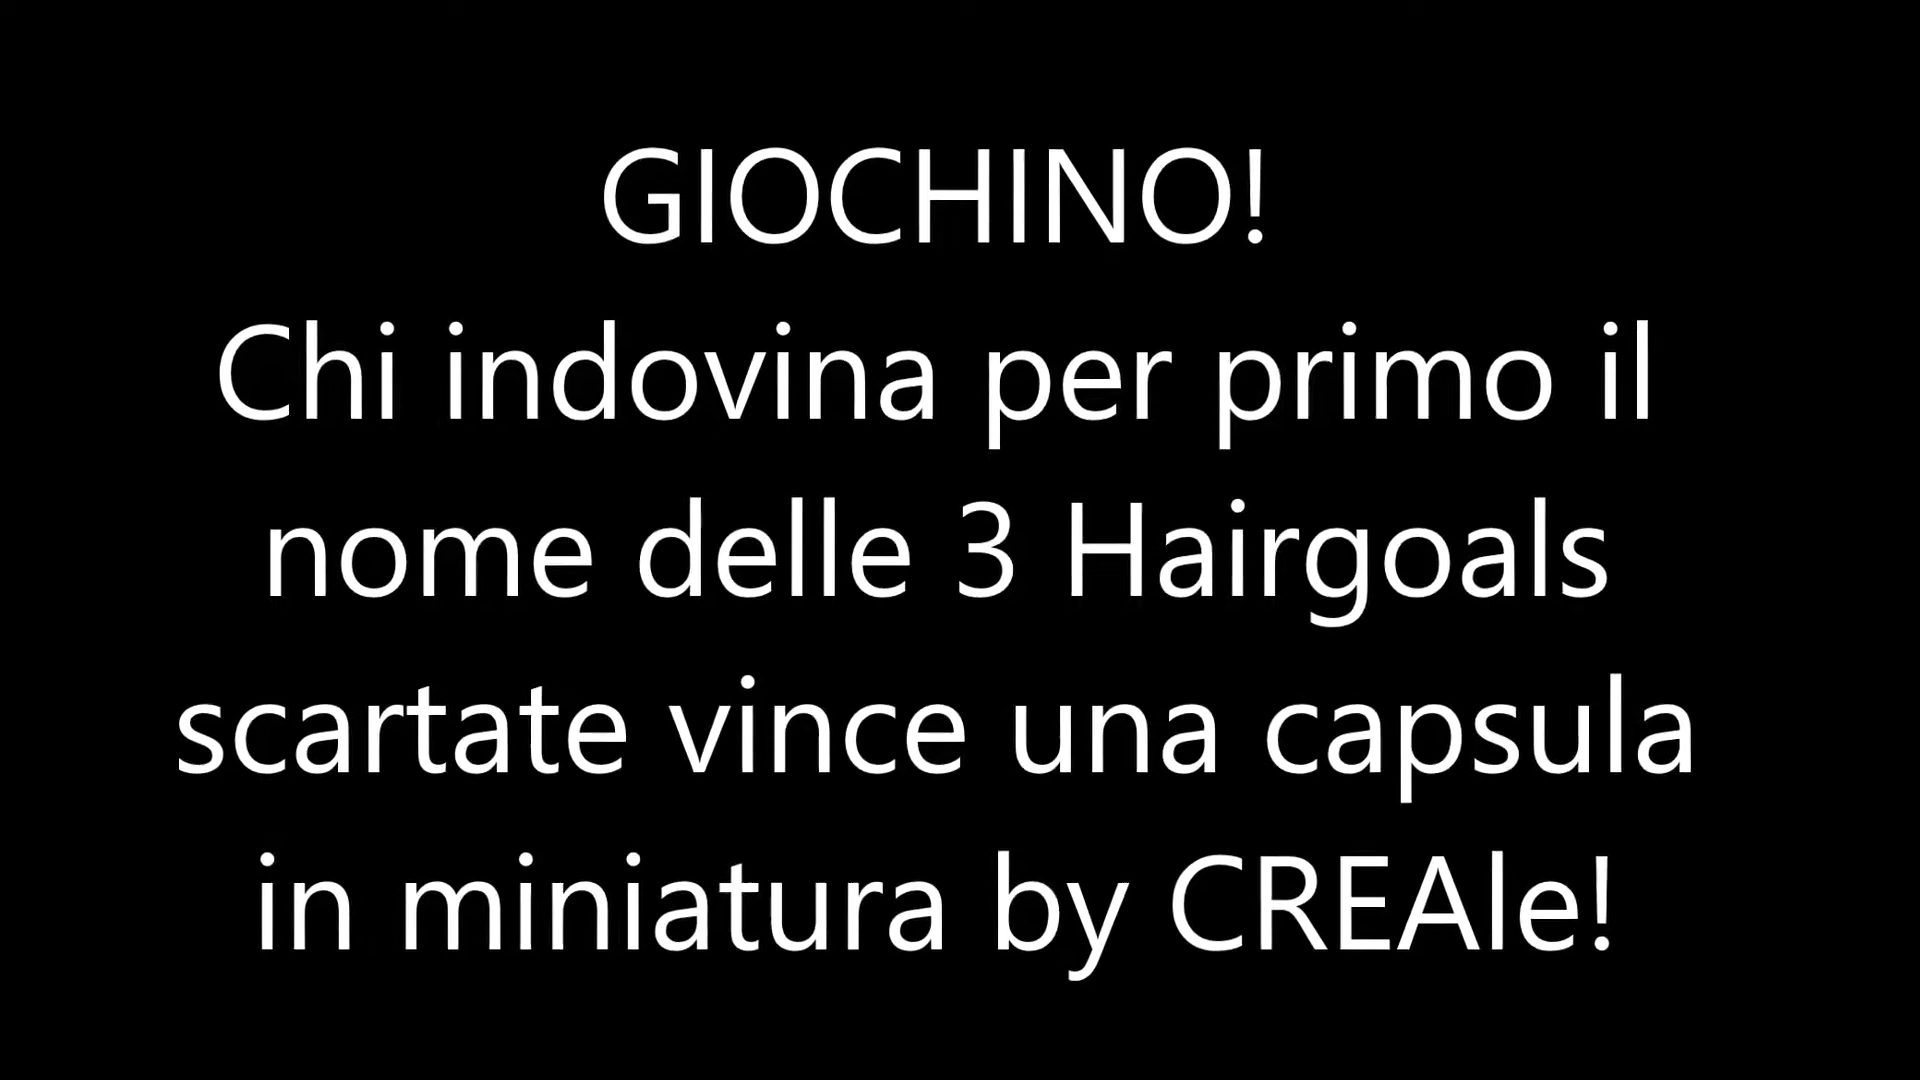 GIOCHINO!
Chi indovina per primo il
nome delle 3 Hairgoals
scartate vince una capsula
in miniatura by CREAle!